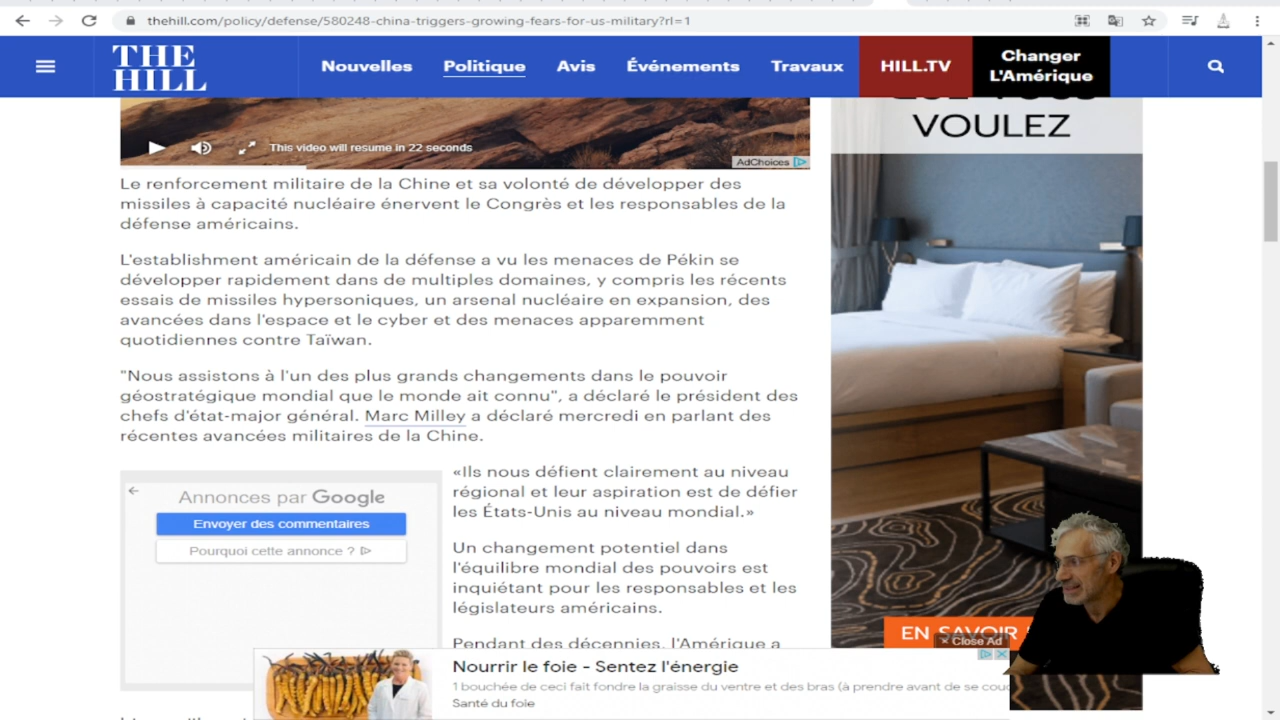 thehill.com/policy/defense/580248-china-triggers-growing-fears-for-us-military?rl=1
THE
HILL
Nouvelles
Politique
Avis
Événements
Travaux
HILL.TV
Changer
L'Amérique
VOULEZ
This video will resume in 22 seconds
AdChoices
Le renforcement militaire de la Chine et sa volonté de développer des
missiles à capacité nucléaire énervent le Congrès et les responsables de la
défense américains.
L'establishment américain de la défense a vu les menaces de Pékin se
développer rapidement dans de multiples domaines, y compris les récents
essais de missiles hypersoniques, un arsenal nucléaire en expansion, des
avancées dans l'espace et le cyber et des menaces apparemment
quotidiennes contre Taïwan.
"Nous assistons à l'un des plus grands changements dans le pouvoir
géostratégique mondial que le monde ait connu", a déclaré le président des
chefs d'état-major général. Marc Milley a déclaré mercredi en parlant des
récentes avancées militaires de la Chine.
Annonces par Google
Envoyer des commentaires
Pourquoi cette annonce ?
«Ils nous défient clairement au niveau
régional et leur aspiration est de défier
les États-Unis au niveau mondial.»
Un changement potentiel dans
l'équilibre mondial des pouvoirs est
inquiétant pour les responsables et les
législateurs américains.
Pendant des décennies, l'Amérique a
EN SAVOIR
× Close Ad
Nourrir le foie - Sentez l'énergie
1 bouchée de ceci fait fondre la graisse du ventre et des bras (à prendre avant de se
Santé du foie